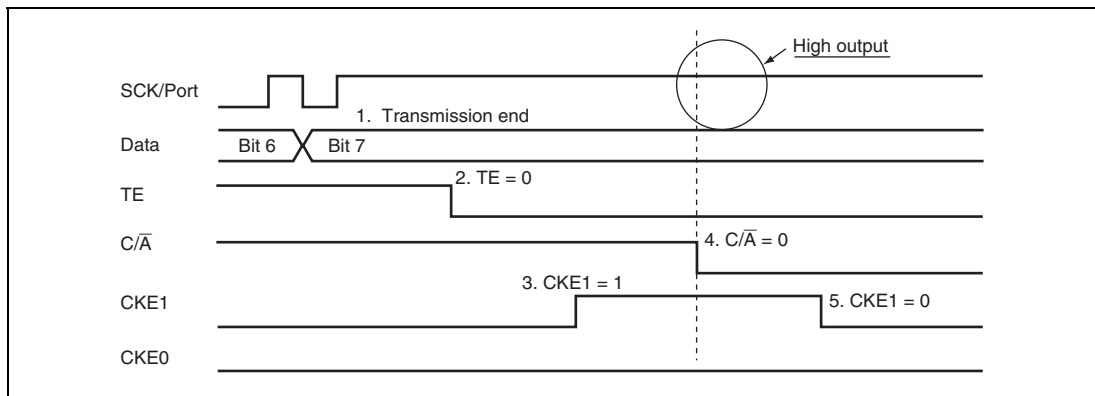 High output
SCK/Port
1. Transmission end
Data
Bit 6
Bit 7
2. TE = 0
TE
C/A̅
4. C/A̅ = 0
3. CKE1 = 1
CKE1
5. CKE1 = 0
CKE0